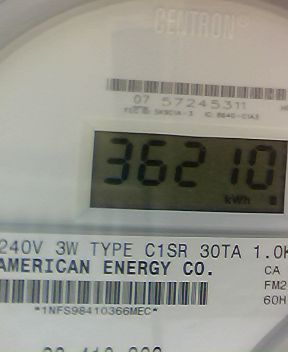 CENTRON®
07 57245311
36210
kWh
240V 3W TYPE C1SR 30TA 1.0K
AMERICAN ENERGY CO.
CA
FM2
60H
*1NFS98410366MEC*